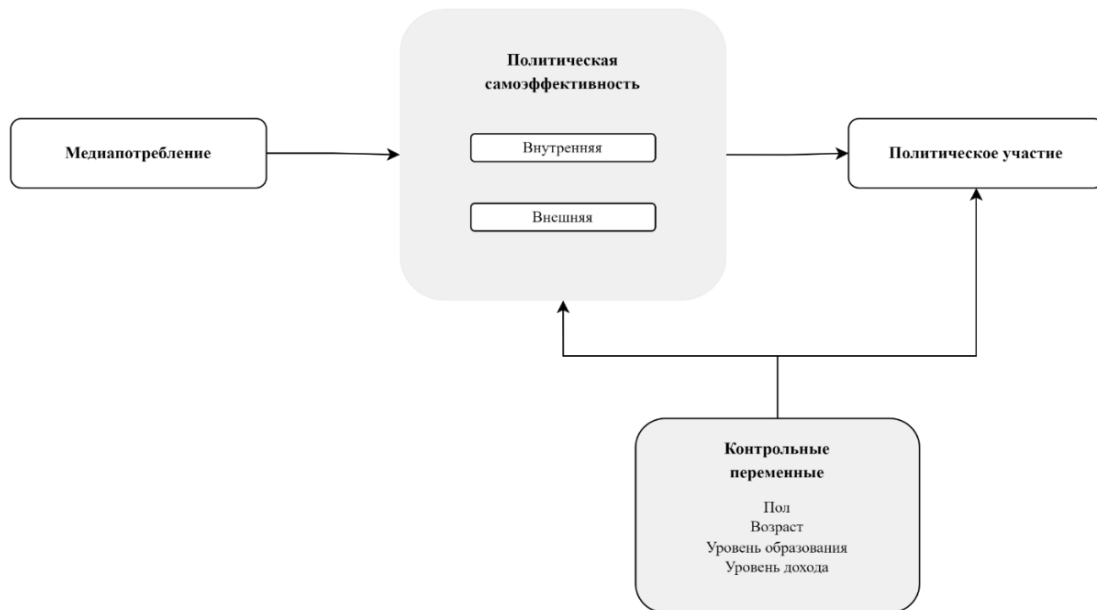 Медиапотребление
Политическая
самоэффективность
Внутренняя
Внешняя
Политическое участие
Контрольные
переменные
Пол
Возраст
Уровень образования
Уровень дохода